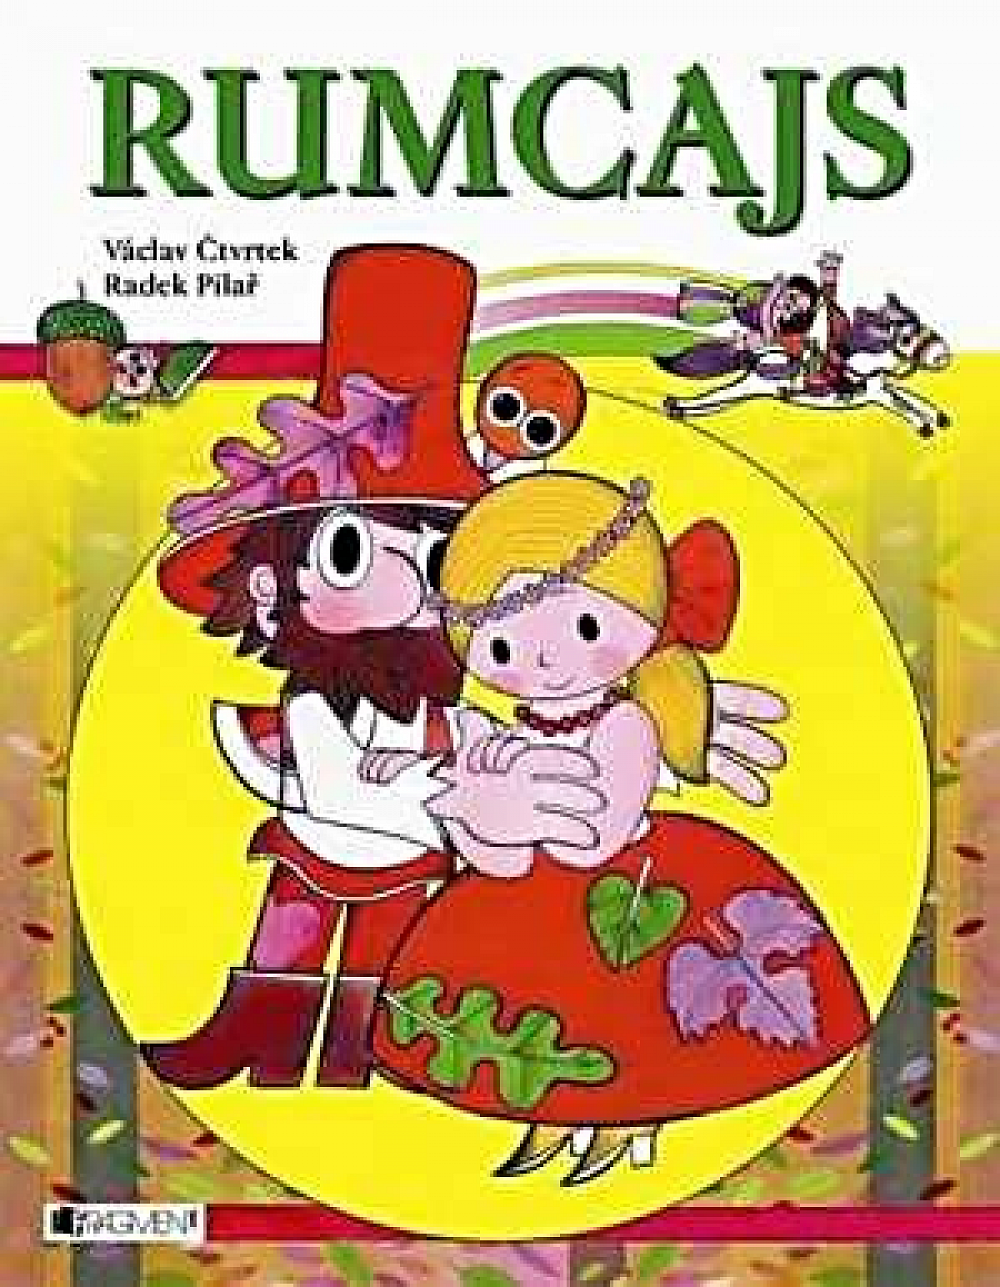 RUMCAJS
Václav Čtvrtek
Radek Pilař
FRAGMENT